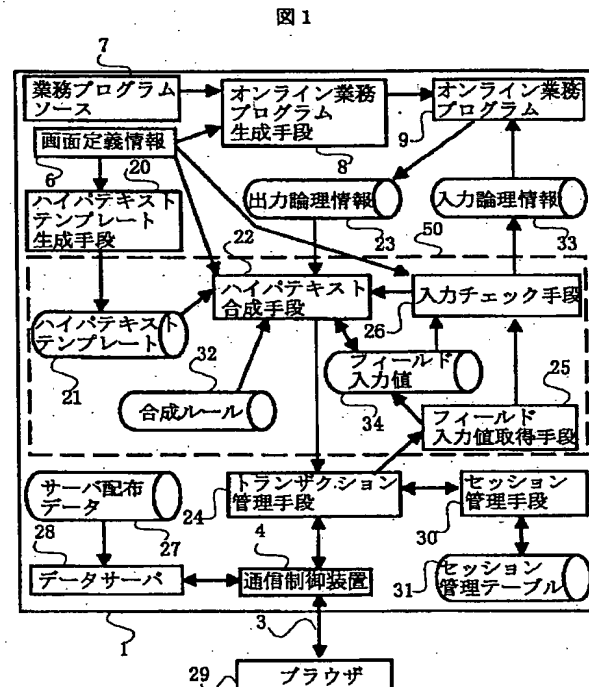 図1
7
業務プログラム
ソース
オンライン業務
プログラム
生成手段
オンライン業務
プログラム
9
8
画面定義情報
6
20
ハイパテキスト
テンプレート
生成手段
出力論理情報
入力論理情報
22
23
50
33
ハイパテキスト
合成手段
入力チェック手段
26
ハイパテキスト
テンプレート
21
32
合成ルール
フィールド
入力値
34
25
フィールド
入力値取得手段
サーバ配布
データ
トランザクション
管理手段
24
セッション
管理手段
30
28
27
4
データサーバ
通信制御装置
31
セッション
管理テーブル
1
3
29
ブラウザ